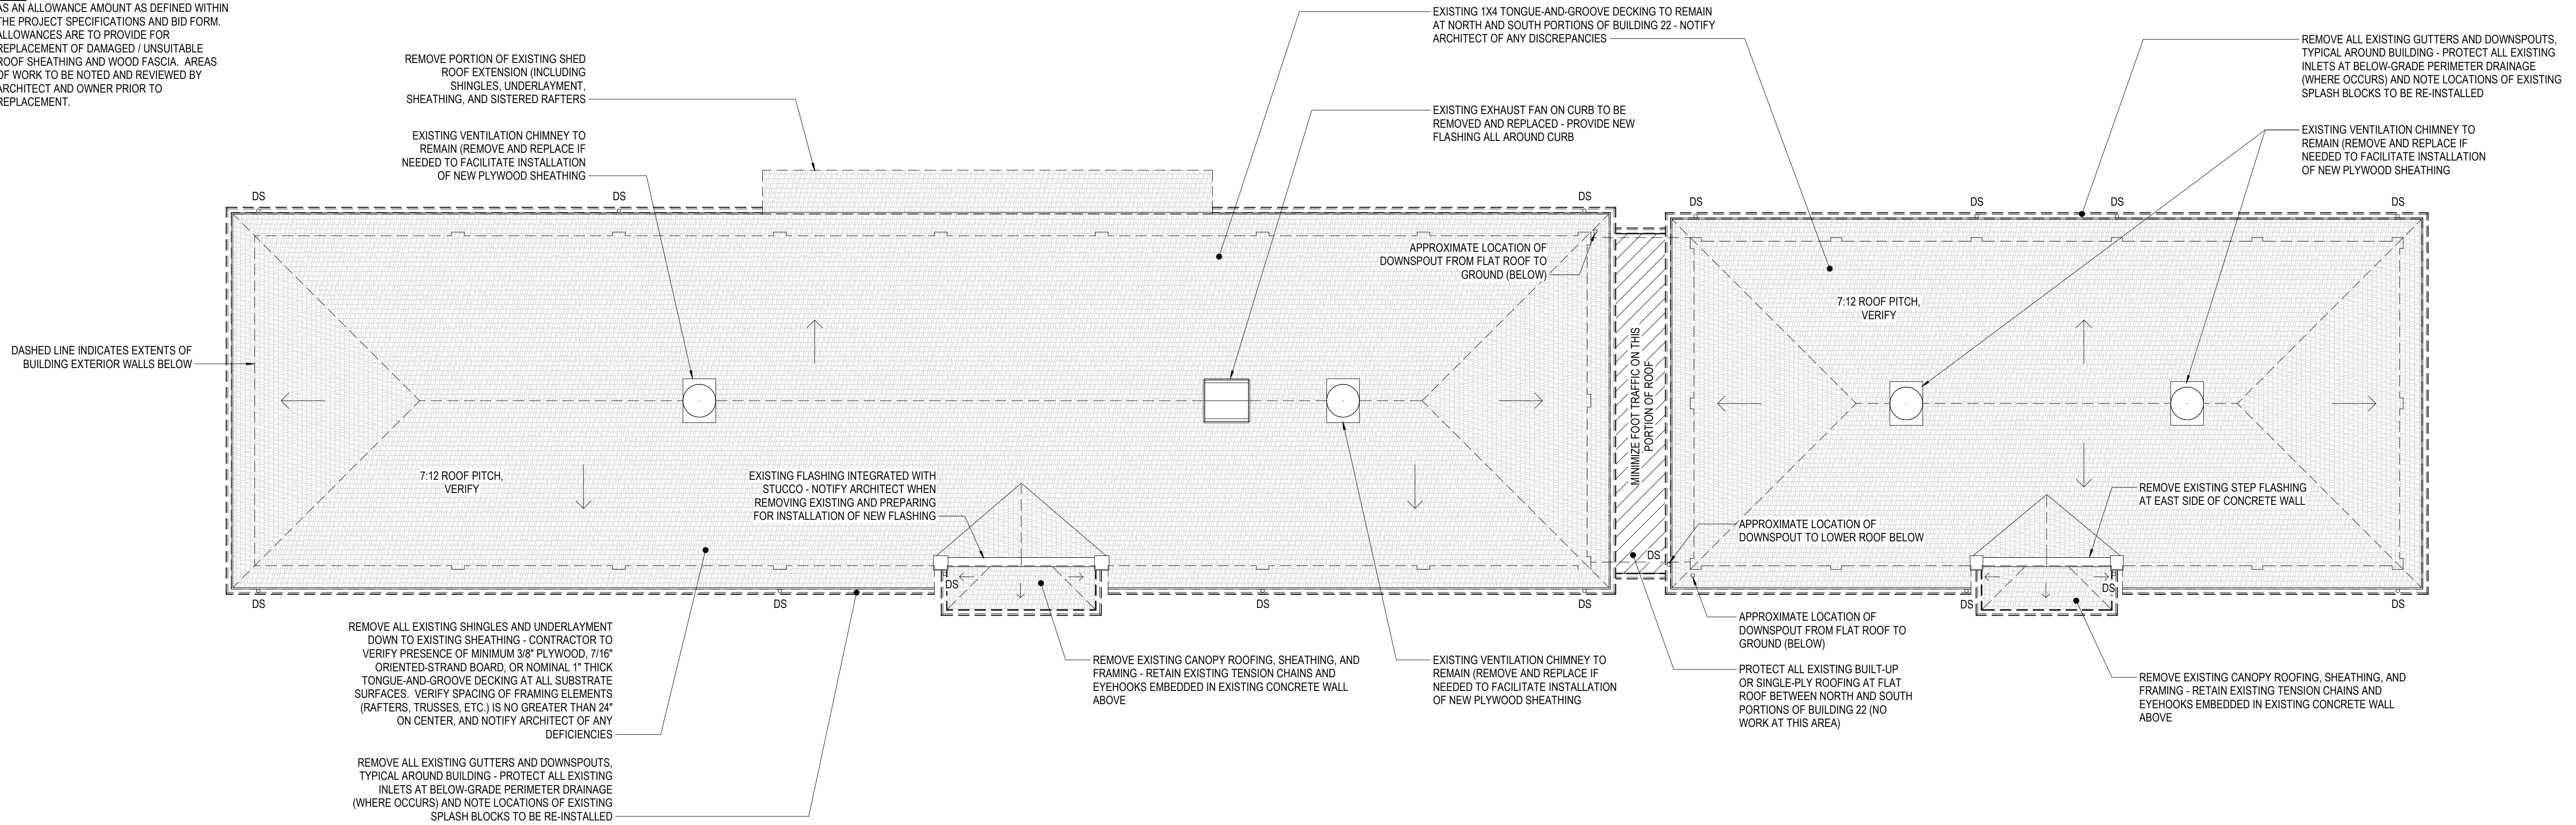 AS AN ALLOWANCE AMOUNT AS DEFINED WITHIN
THE PROJECT SPECIFICATIONS AND BID FORM.
ALLOWANCES ARE TO PROVIDE FOR
REPLACEMENT OF DAMAGED / UNSUITABLE
ROOF SHEATHING AND WOOD FASCIA. AREAS
OF WORK TO BE NOTED AND REVIEWED BY
ARCHITECT AND OWNER PRIOR TO
REPLACEMENT.
REMOVE PORTION OF EXISTING SHED
ROOF EXTENSION (INCLUDING
SHINGLES, UNDERLAYMENT,
SHEATHING, AND SISTERED RAFTERS
EXISTING VENTILATION CHIMNEY TO
REMAIN (REMOVE AND REPLACE IF
NEEDED TO FACILITATE INSTALLATION
OF NEW PLYWOOD SHEATHING
EXISTING 1X4 TONGUE-AND-GROOVE DECKING TO REMAIN
AT NORTH AND SOUTH PORTIONS OF BUILDING 22 - NOTIFY
ARCHITECT OF ANY DISCREPANCIES
EXISTING EXHAUST FAN ON CURB TO BE
REMOVED AND REPLACED - PROVIDE NEW
FLASHING ALL AROUND CURB
REMOVE ALL EXISTING GUTTERS AND DOWNSPOUTS,
TYPICAL AROUND BUILDING - PROTECT ALL EXISTING
INLETS AT BELOW-GRADE PERIMETER DRAINAGE
(WHERE OCCURS) AND NOTE LOCATIONS OF EXISTING
SPLASH BLOCKS TO BE RE-INSTALLED
EXISTING VENTILATION CHIMNEY TO
REMAIN (REMOVE AND REPLACE IF
NEEDED TO FACILITATE INSTALLATION
OF NEW PLYWOOD SHEATHING
DS
DS
DS
DS
DS
DS
DS
APPROXIMATE LOCATION OF
DOWNSPOUT FROM FLAT ROOF TO
GROUND (BELOW)
7:12 ROOF PITCH,
VERIFY
DASHED LINE INDICATES EXTENTS OF
BUILDING EXTERIOR WALLS BELOW
MINIMIZE FOOT TRAFFIC ON THIS
PORTION OF ROOF
7:12 ROOF PITCH,
VERIFY
EXISTING FLASHING INTEGRATED WITH
STUCCO - NOTIFY ARCHITECT WHEN
REMOVING EXISTING AND PREPARING
FOR INSTALLATION OF NEW FLASHING
REMOVE EXISTING STEP FLASHING
AT EAST SIDE OF CONCRETE WALL
APPROXIMATE LOCATION OF
DOWNSPOUT TO LOWER ROOF BELOW
DS
DS
DS
DS
DS
DS
DS
DS
DS
APPROXIMATE LOCATION OF
DOWNSPOUT FROM FLAT ROOF TO
GROUND (BELOW)
REMOVE ALL EXISTING SHINGLES AND UNDERLAYMENT
DOWN TO EXISTING SHEATHING - CONTRACTOR TO
VERIFY PRESENCE OF MINIMUM 3/8" PLYWOOD, 7/16"
ORIENTED-STRAND BOARD, OR NOMINAL 1" THICK
TONGUE-AND-GROOVE DECKING AT ALL SUBSTRATE
SURFACES. VERIFY SPACING OF FRAMING ELEMENTS
(RAFTERS, TRUSSES, ETC.) IS NO GREATER THAN 24"
ON CENTER, AND NOTIFY ARCHITECT OF ANY
DEFICIENCIES
REMOVE EXISTING CANOPY ROOFING, SHEATHING, AND
FRAMING - RETAIN EXISTING TENSION CHAINS AND
EYEHOOKS EMBEDDED IN EXISTING CONCRETE WALL
ABOVE
EXISTING VENTILATION CHIMNEY TO
REMAIN (REMOVE AND REPLACE IF
NEEDED TO FACILITATE INSTALLATION
OF NEW PLYWOOD SHEATHING
PROTECT ALL EXISTING BUILT-UP
OR SINGLE-PLY ROOFING AT FLAT
ROOF BETWEEN NORTH AND SOUTH
PORTIONS OF BUILDING 22 (NO
WORK AT THIS AREA)
REMOVE EXISTING CANOPY ROOFING, SHEATHING, AND
FRAMING - RETAIN EXISTING TENSION CHAINS AND
EYEHOOKS EMBEDDED IN EXISTING CONCRETE WALL
ABOVE
REMOVE ALL EXISTING GUTTERS AND DOWNSPOUTS,
TYPICAL AROUND BUILDING - PROTECT ALL EXISTING
INLETS AT BELOW-GRADE PERIMETER DRAINAGE
(WHERE OCCURS) AND NOTE LOCATIONS OF EXISTING
SPLASH BLOCKS TO BE RE-INSTALLED